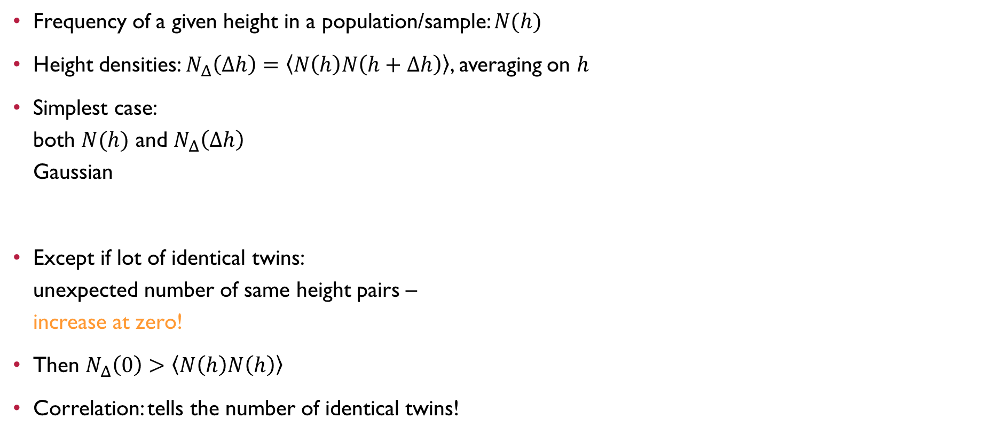 • Frequency of a given height in a population/sample: N(h)
• Height densities: N_Δ(Δh) = ⟨N(h)N(h + Δh)⟩, averaging on h
• Simplest case:
both N(h) and N_Δ(Δh)
Gaussian
• Except if lot of identical twins:
unexpected number of same height pairs –
increase at zero!
• Then N_Δ(0) > ⟨N(h)N(h)⟩
• Correlation: tells the number of identical twins!